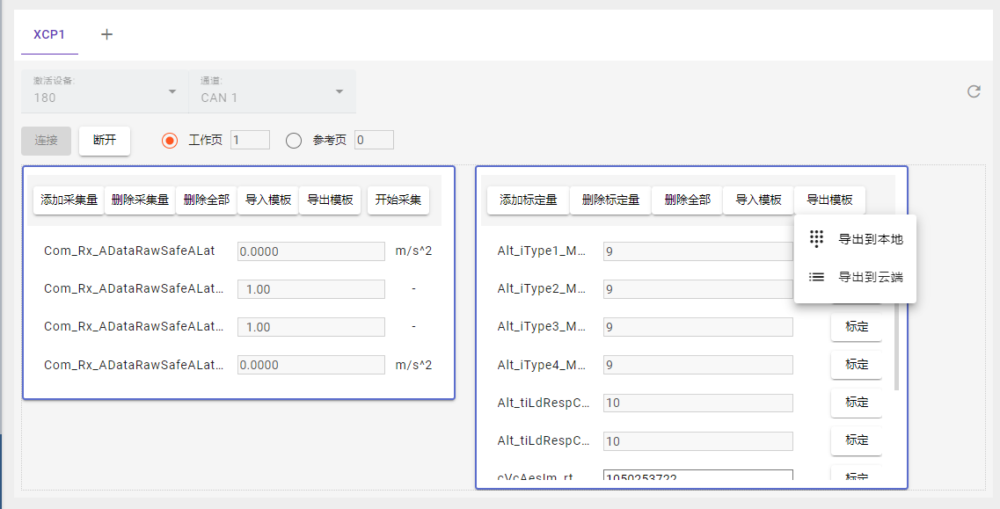 XCP1 +
激活设备: 通道:
180 CAN 1
连接 断开 工作页 1 参考页 0
添加采集量 删除采集量 删除全部 导入模板 导出模板 开始采集
Com_Rx_ADataRawSafeALat 0.0000 m/s^2
Com_Rx_ADataRawSafeALat... 1.00 -
Com_Rx_ADataRawSafeALat... 1.00 -
Com_Rx_ADataRawSafeALat... 0.0000 m/s^2
添加标定量 删除标定量 删除全部 导入模板 导出模板
导出到本地
导出到云端
Alt_iType1_M... 9
Alt_iType2_M... 9
Alt_iType3_M... 9 标定
Alt_iType4_M... 9 标定
Alt_tiLdRespC... 10 标定
Alt_tiLdRespC... 10 标定
cVcAesIm_rt 1050253722 标定